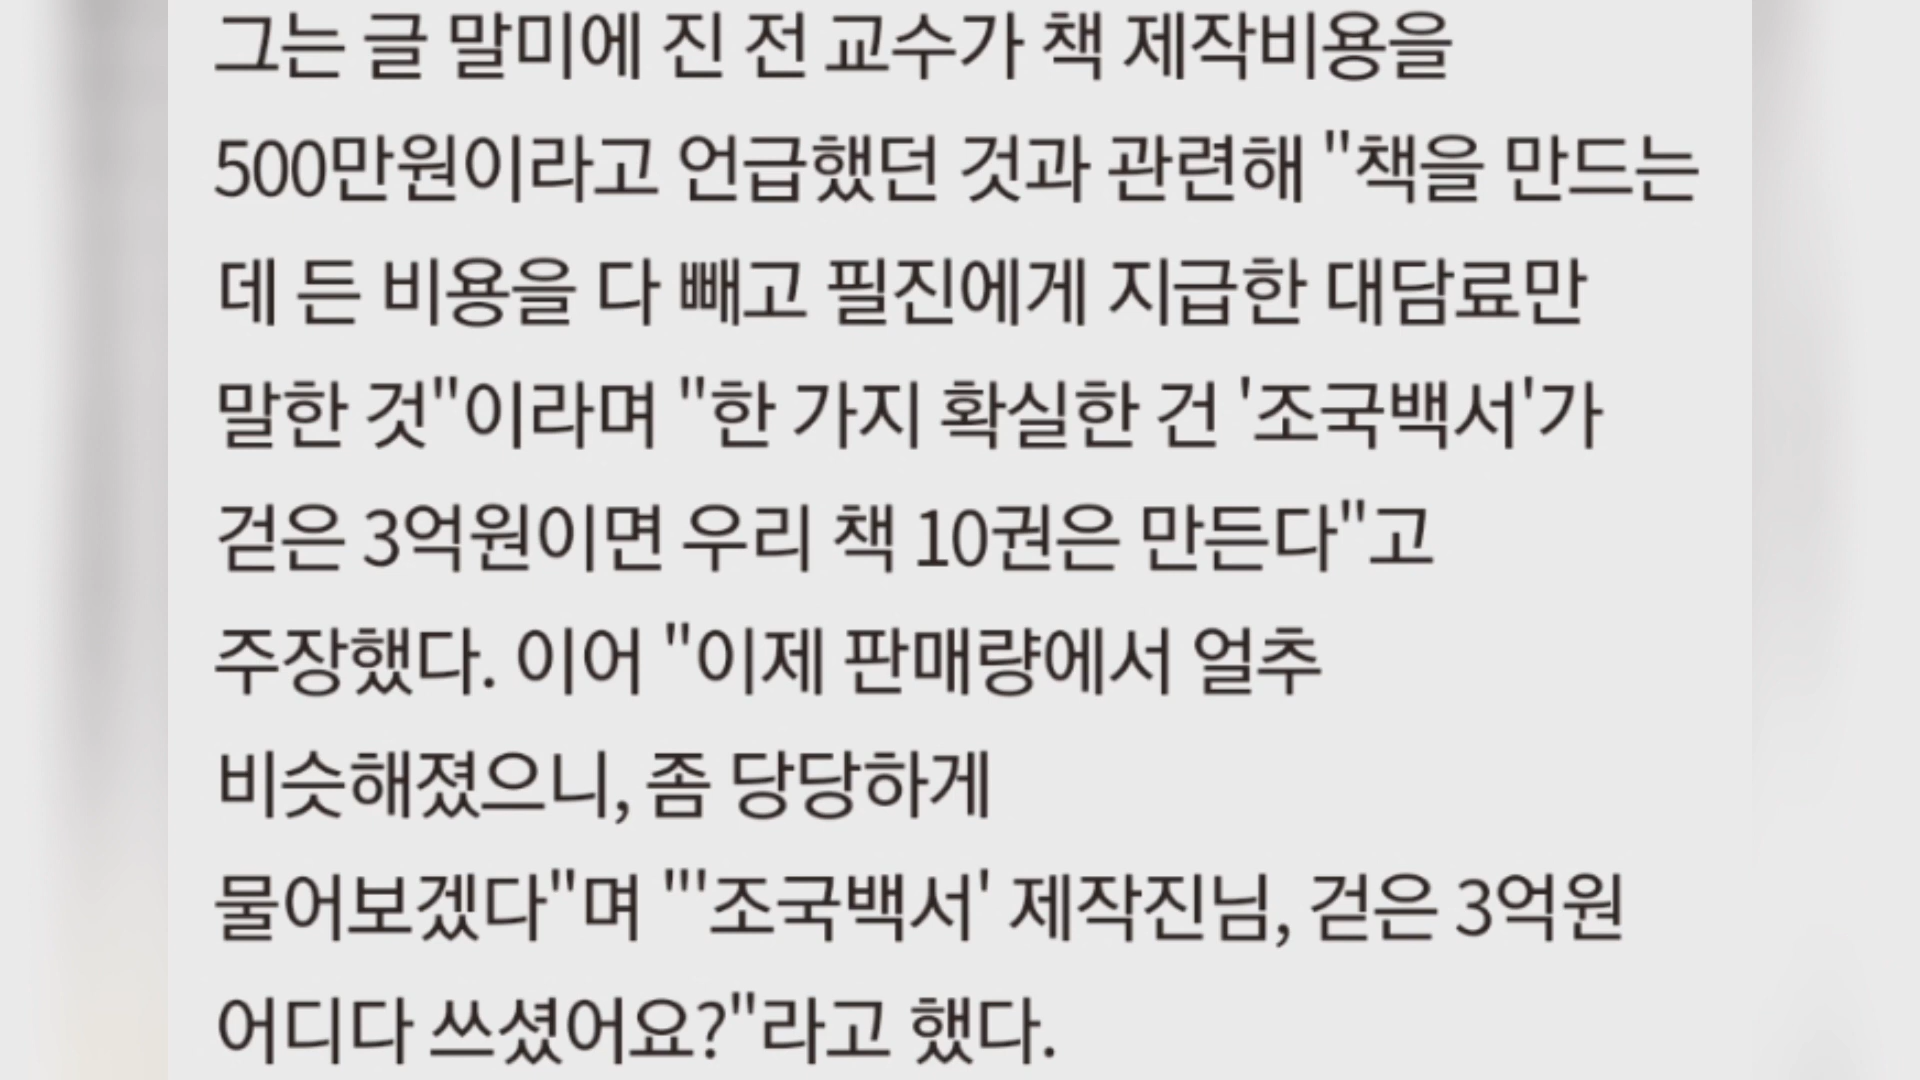 그는 글 말미에 진 전 교수가 책 제작비용을
500만원이라고 언급했던 것과 관련해 "책을 만드는
데 든 비용을 다 빼고 필진에게 지급한 대담료만
말한 것"이라며 "한 가지 확실한 건 '조국백서'가
걷은 3억원이면 우리 책 10권은 만든다"고
주장했다. 이어 "이제 판매량에서 얼추
비슷해졌으니, 좀 당당하게
물어보겠다"며 "'조국백서' 제작진님, 걷은 3억원
어디다 쓰셨어요?"라고 했다.